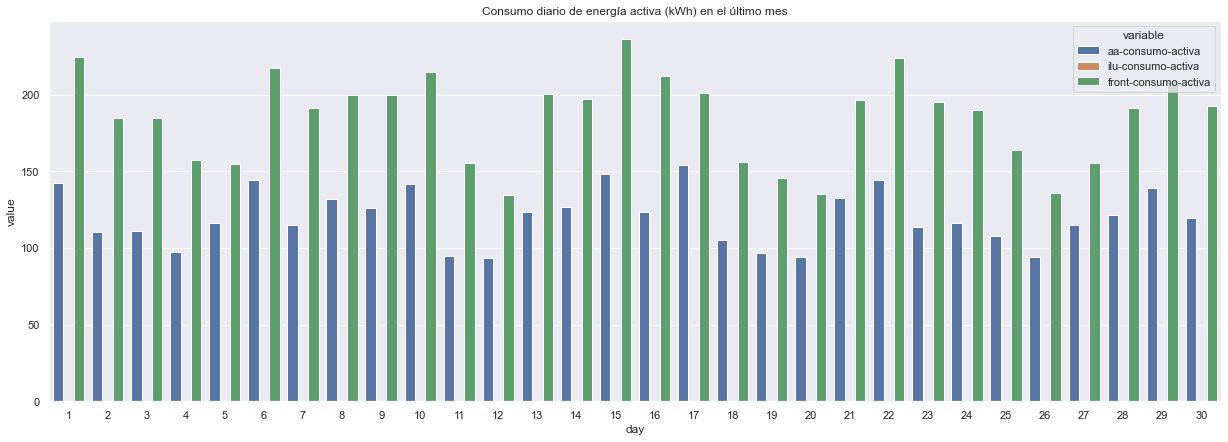 Consumo diario de energía activa (kWh) en el último mes
variable
aa-consumo-activa
ilu-consumo-activa
front-consumo-activa
200
150
100
50
0
value
1 2 3 4 5 6 7 8 9 10 11 12 13 14 15 16 17 18 19 20 21 22 23 24 25 26 27 28 29 30
day